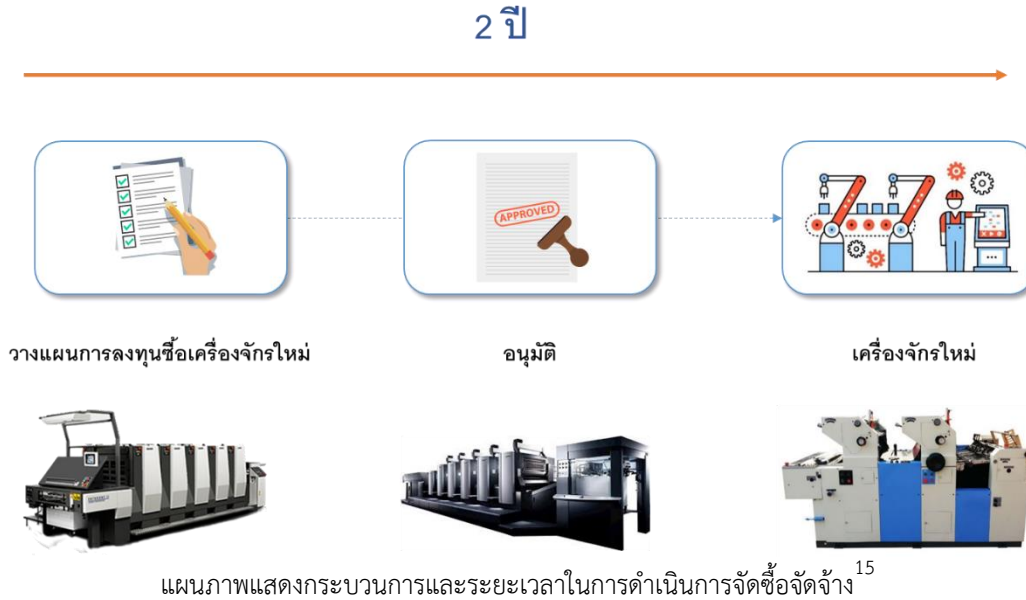 2 ปี
APPROVED
วางแผนการลงทุนซื้อเครื่องจักรใหม่
อนุมัติ
เครื่องจักรใหม่
แผนภาพแสดงกระบวนการและระยะเวลาในการดำเนินการจัดซื้อจัดจ้าง15